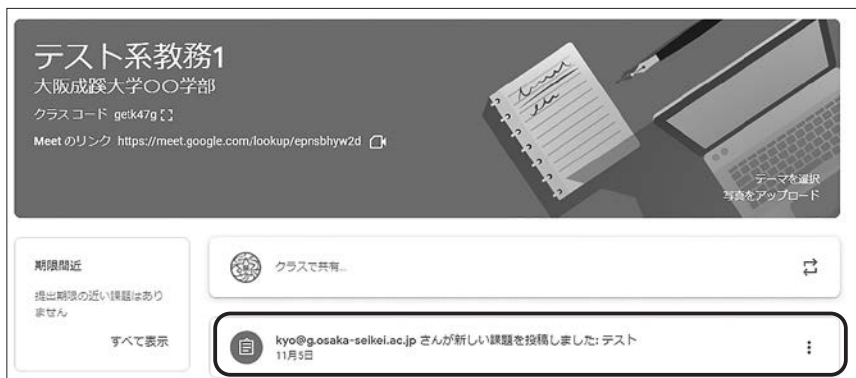 テスト系教務1
大阪成蹊大学〇〇学部
クラスコード getk47g
Meet のリンク https://meet.google.com/lookup/epnsbhyw2d
テーマを選択
写真をアップロード
期限間近
提出期限の近い課題はあり
ません
すべて表示
クラスで共有...
kyo@g.osaka-seikei.ac.jp さんが新しい課題を投稿しました: テスト
11月5日